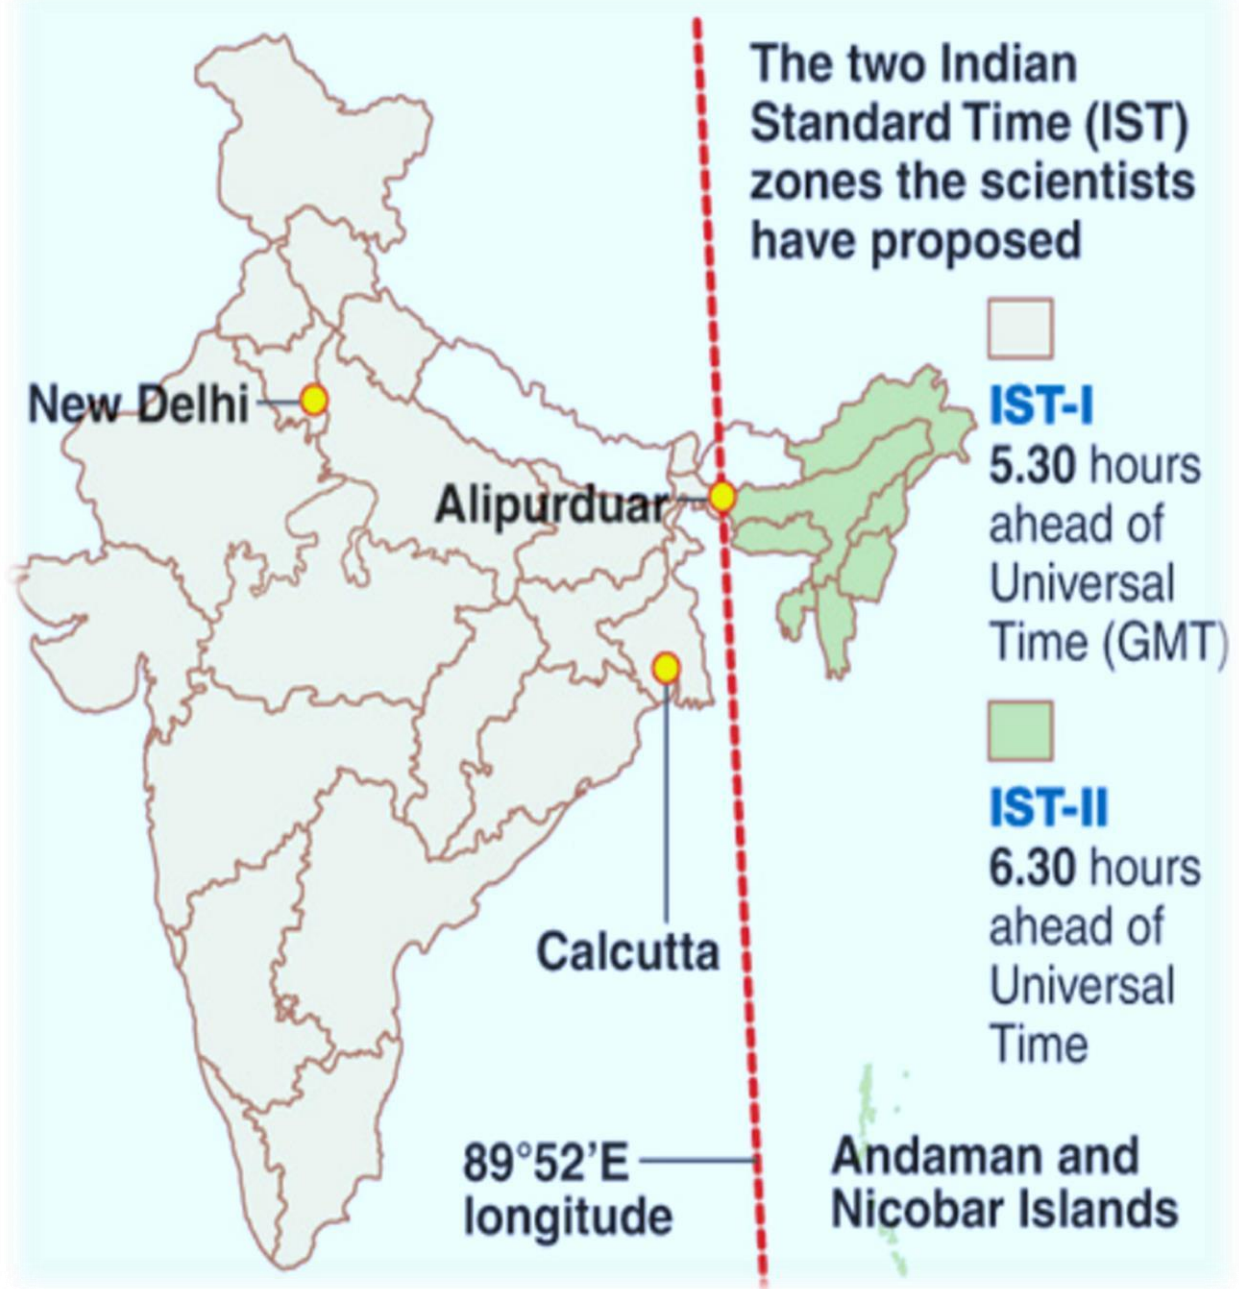 The two Indian
Standard Time (IST)
zones the scientists
have proposed
IST-I
5.30 hours
ahead of
Universal
Time (GMT)
IST-II
6.30 hours
ahead of
Universal
Time
New Delhi
Alipurduar
Calcutta
89°52'E
longitude
Andaman and
Nicobar Islands